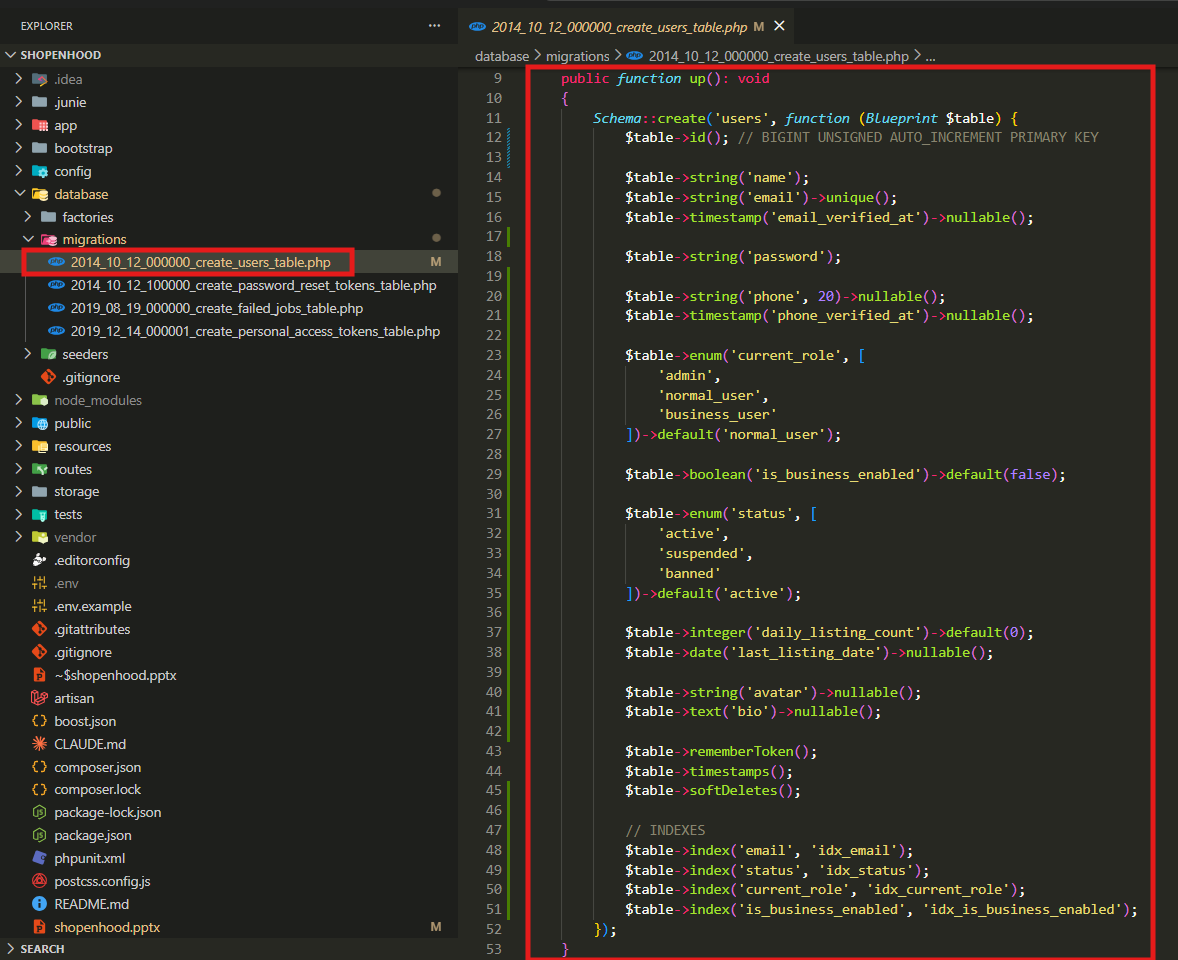 EXPLORER
SHOPENHOOD
.idea
.junie
app
bootstrap
config
database
factories
migrations
2014_10_12_000000_create_users_table.php M
2014_10_12_100000_create_password_reset_tokens_table.php
2019_08_19_000000_create_failed_jobs_table.php
2019_12_14_000001_create_personal_access_tokens_table.php
seeders
.gitignore
node_modules
public
resources
routes
storage
tests
vendor
.editorconfig
.env
.env.example
.gitattributes
.gitignore
~$shopenhood.pptx
artisan
boost.json
CLAUDE.md
composer.json
composer.lock
package-lock.json
package.json
phpunit.xml
postcss.config.js
README.md
shopenhood.pptx M
SEARCH
2014_10_12_000000_create_users_table.php M
database > migrations > 2014_10_12_000000_create_users_table.php > ...
9 public function up(): void
10 {
11 Schema::create('users', function (Blueprint $table) {
12 $table->id(); // BIGINT UNSIGNED AUTO_INCREMENT PRIMARY KEY
13
14 $table->string('name');
15 $table->string('email')->unique();
16 $table->timestamp('email_verified_at')->nullable();
17
18 $table->string('password');
19
20 $table->string('phone', 20)->nullable();
21 $table->timestamp('phone_verified_at')->nullable();
22
23 $table->enum('current_role', [
24 'admin',
25 'normal_user',
26 'business_user'
27 ])->default('normal_user');
28
29 $table->boolean('is_business_enabled')->default(false);
30
31 $table->enum('status', [
32 'active',
33 'suspended',
34 'banned'
35 ])->default('active');
36
37 $table->integer('daily_listing_count')->default(0);
38 $table->date('last_listing_date')->nullable();
39
40 $table->string('avatar')->nullable();
41 $table->text('bio')->nullable();
42
43 $table->rememberToken();
44 $table->timestamps();
45 $table->softDeletes();
46
47 // INDEXES
48 $table->index('email', 'idx_email');
49 $table->index('status', 'idx_status');
50 $table->index('current_role', 'idx_current_role');
51 $table->index('is_business_enabled', 'idx_is_business_enabled');
52 });
53 }